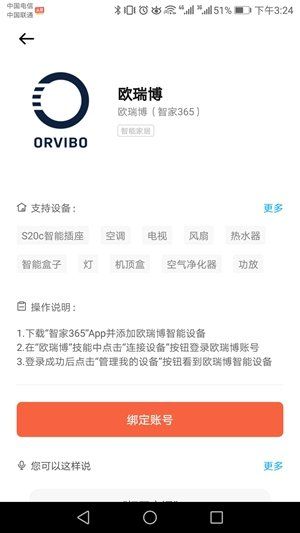 中国电信
中国联通
51%
下午3:24
ORVIBO
欧瑞博
欧瑞博（智家365）
智能家居
支持设备：
更多
S20c智能插座 空调 电视 风扇 热水器
智能盒子 灯 机顶盒 空气净化器 功放
操作说明：
1.下载“智家365”App并添加欧瑞博智能设备
2.在“欧瑞博”技能中点击“连接设备”按钮登录欧瑞博账号
3.登录成功后点击“管理我的设备”按钮看到欧瑞博智能设备
绑定账号
您可以这样说
更多